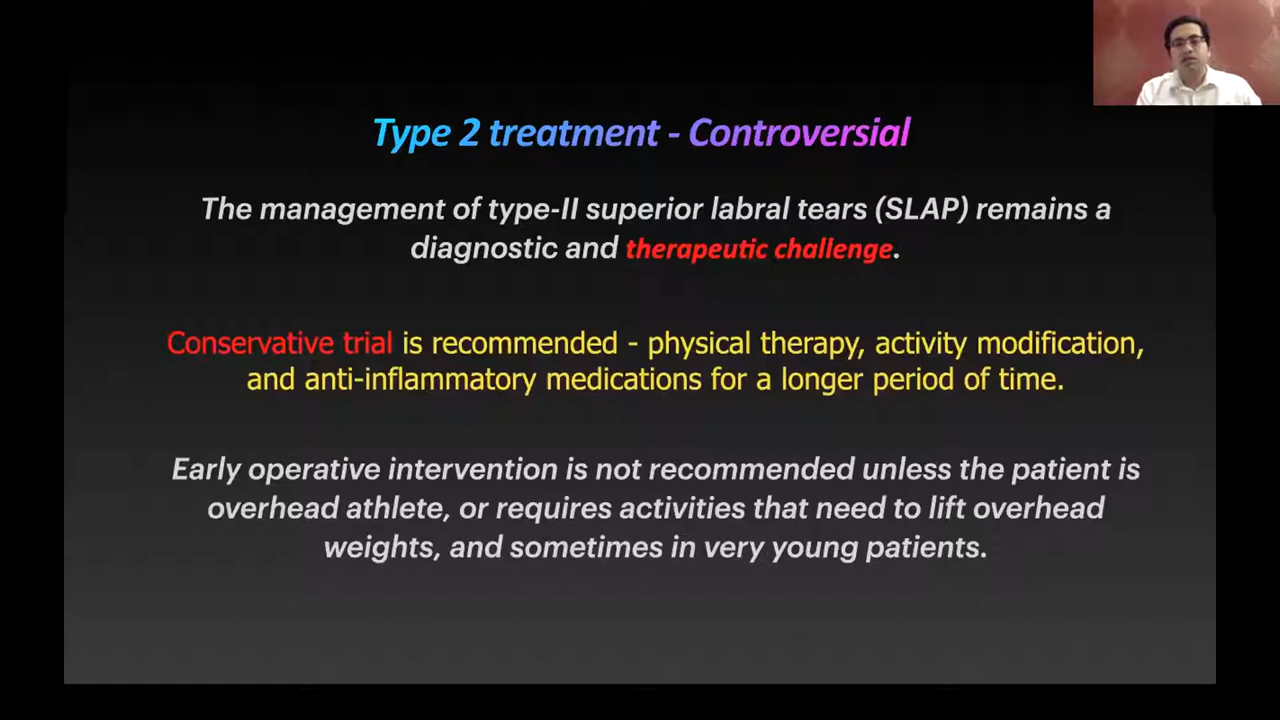 Type 2 treatment - Controversial
The management of type-II superior labral tears (SLAP) remains a
diagnostic and therapeutic challenge.
Conservative trial is recommended - physical therapy, activity modification,
and anti-inflammatory medications for a longer period of time.
Early operative intervention is not recommended unless the patient is
overhead athlete, or requires activities that need to lift overhead
weights, and sometimes in very young patients.